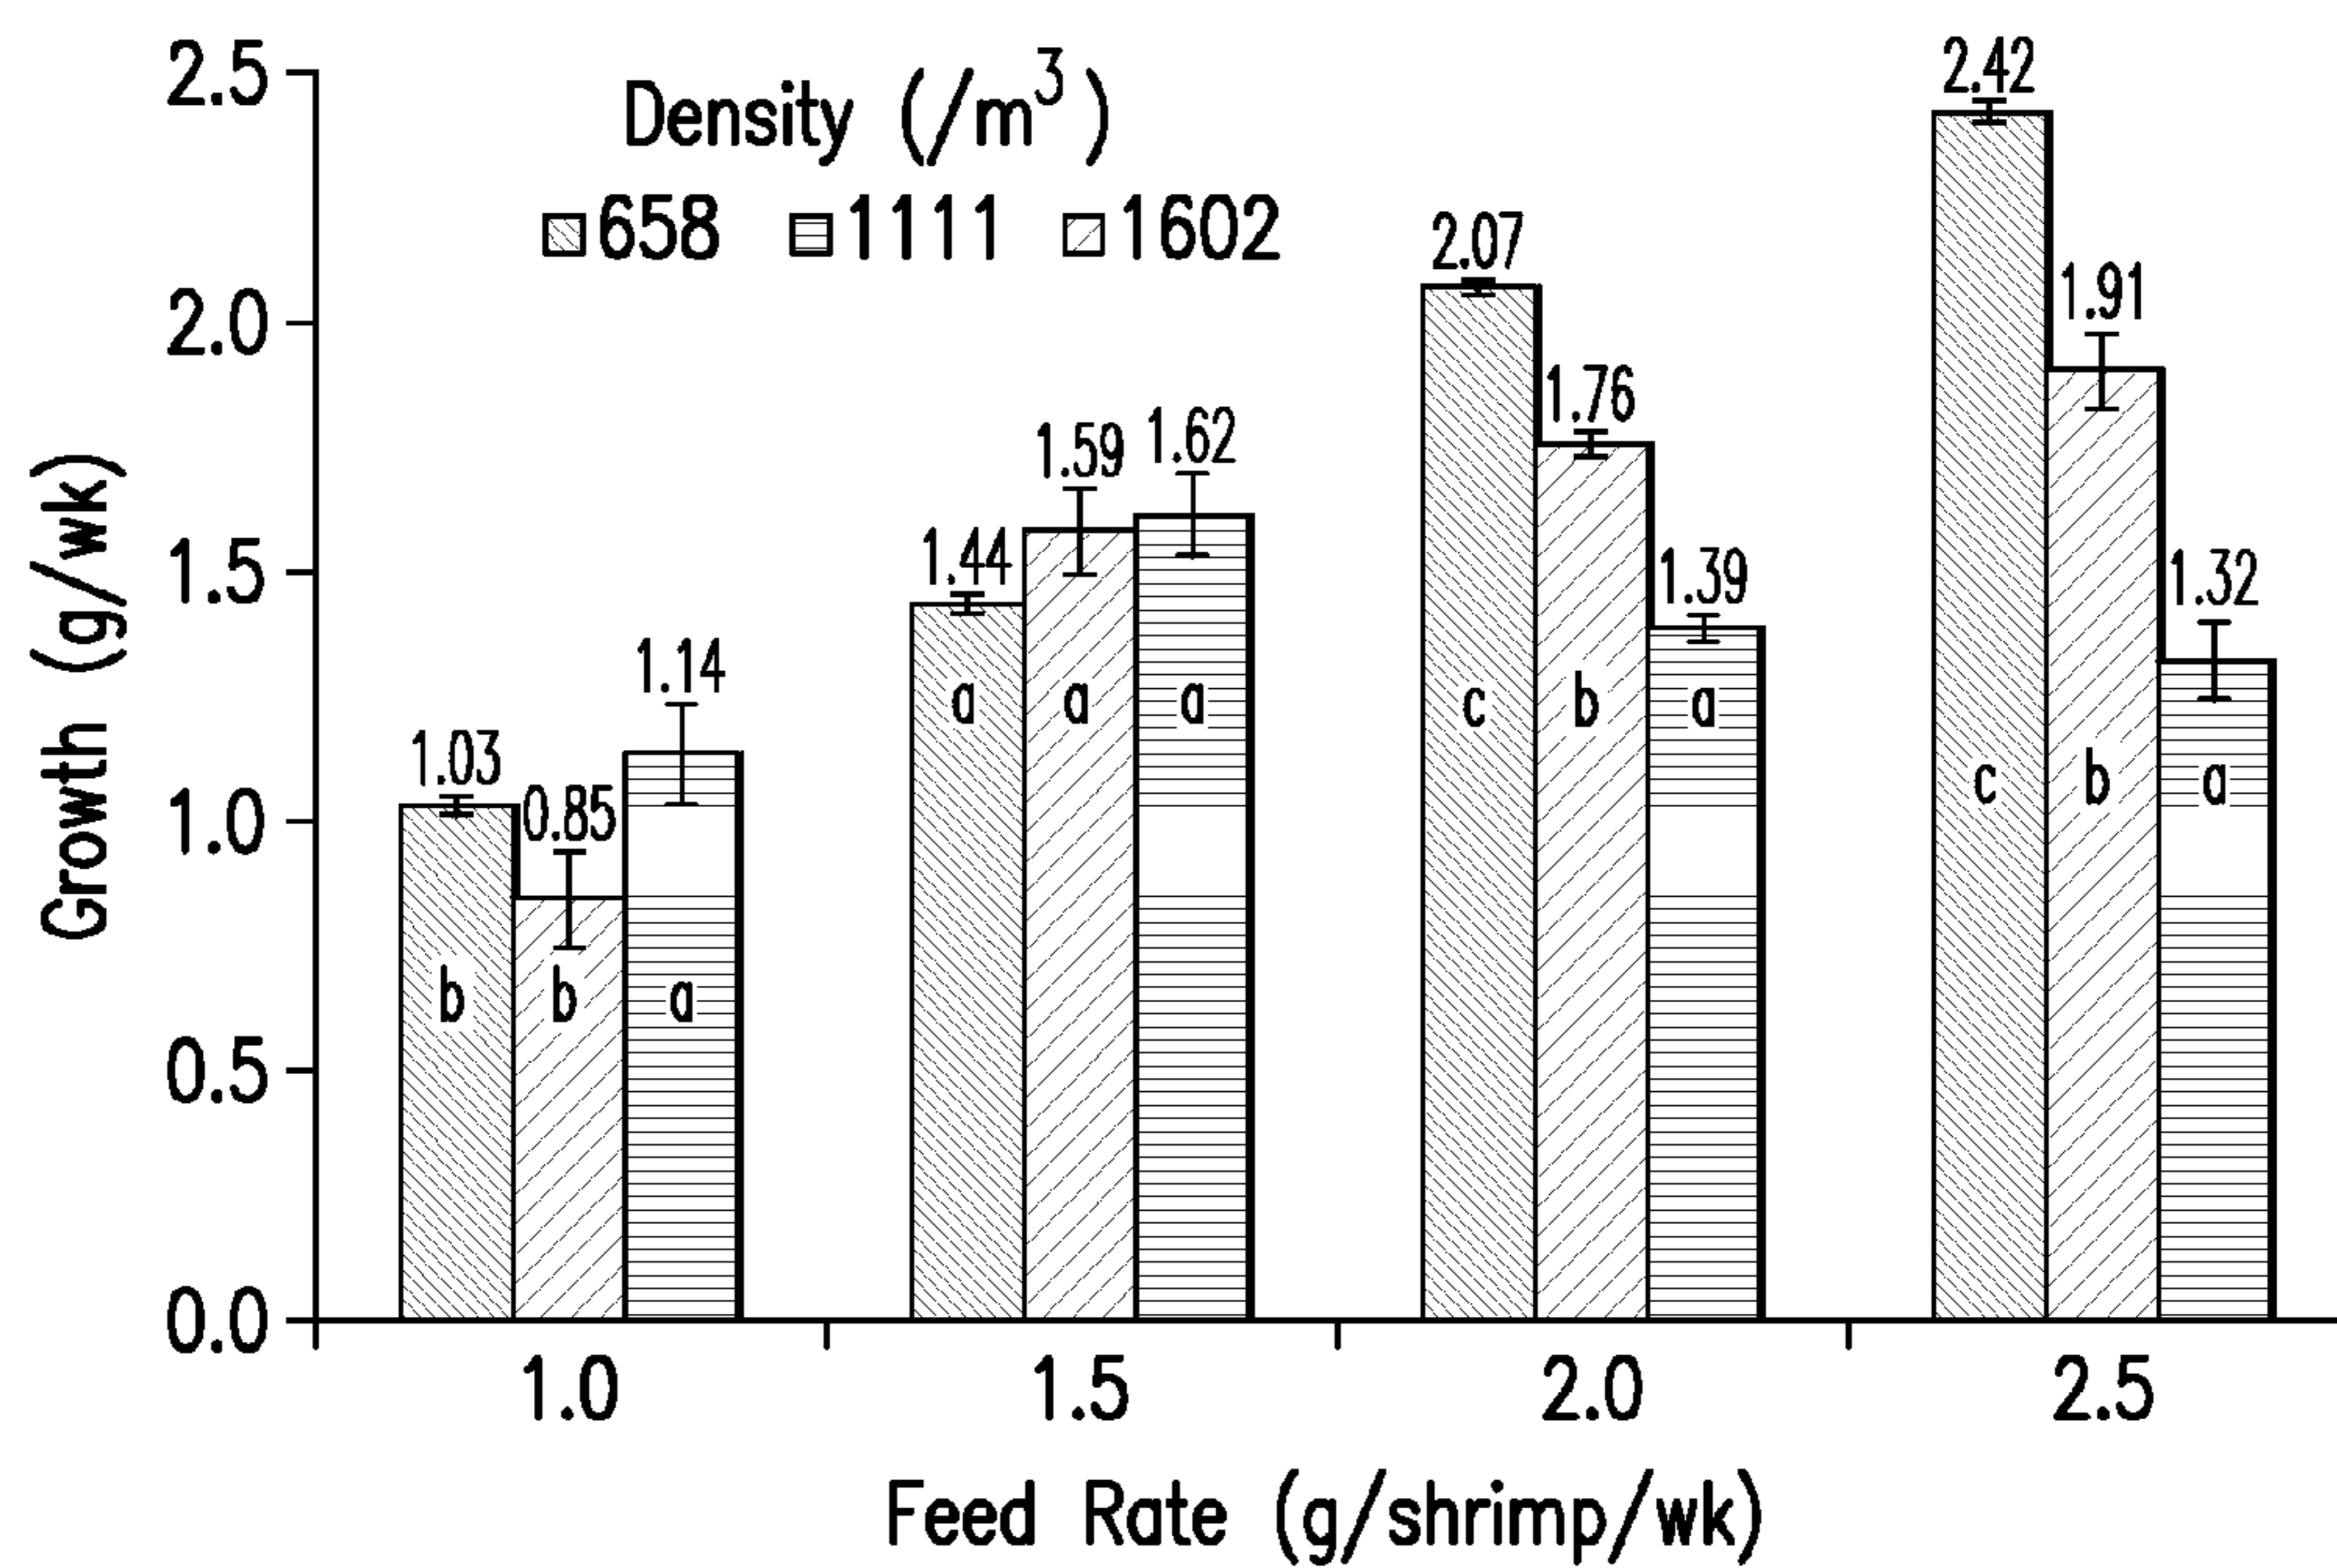 Density (/m³)
658 1111 1602
Growth (g/wk)
2.5
2.0
1.5
1.0
0.5
0.0
1.03
0.85
1.14
b
b
a
1.44
1.59
1.62
a
a
a
2.07
1.76
1.39
c
b
a
2.42
1.91
1.32
c
b
a
1.0 1.5 2.0 2.5
Feed Rate (g/shrimp/wk)